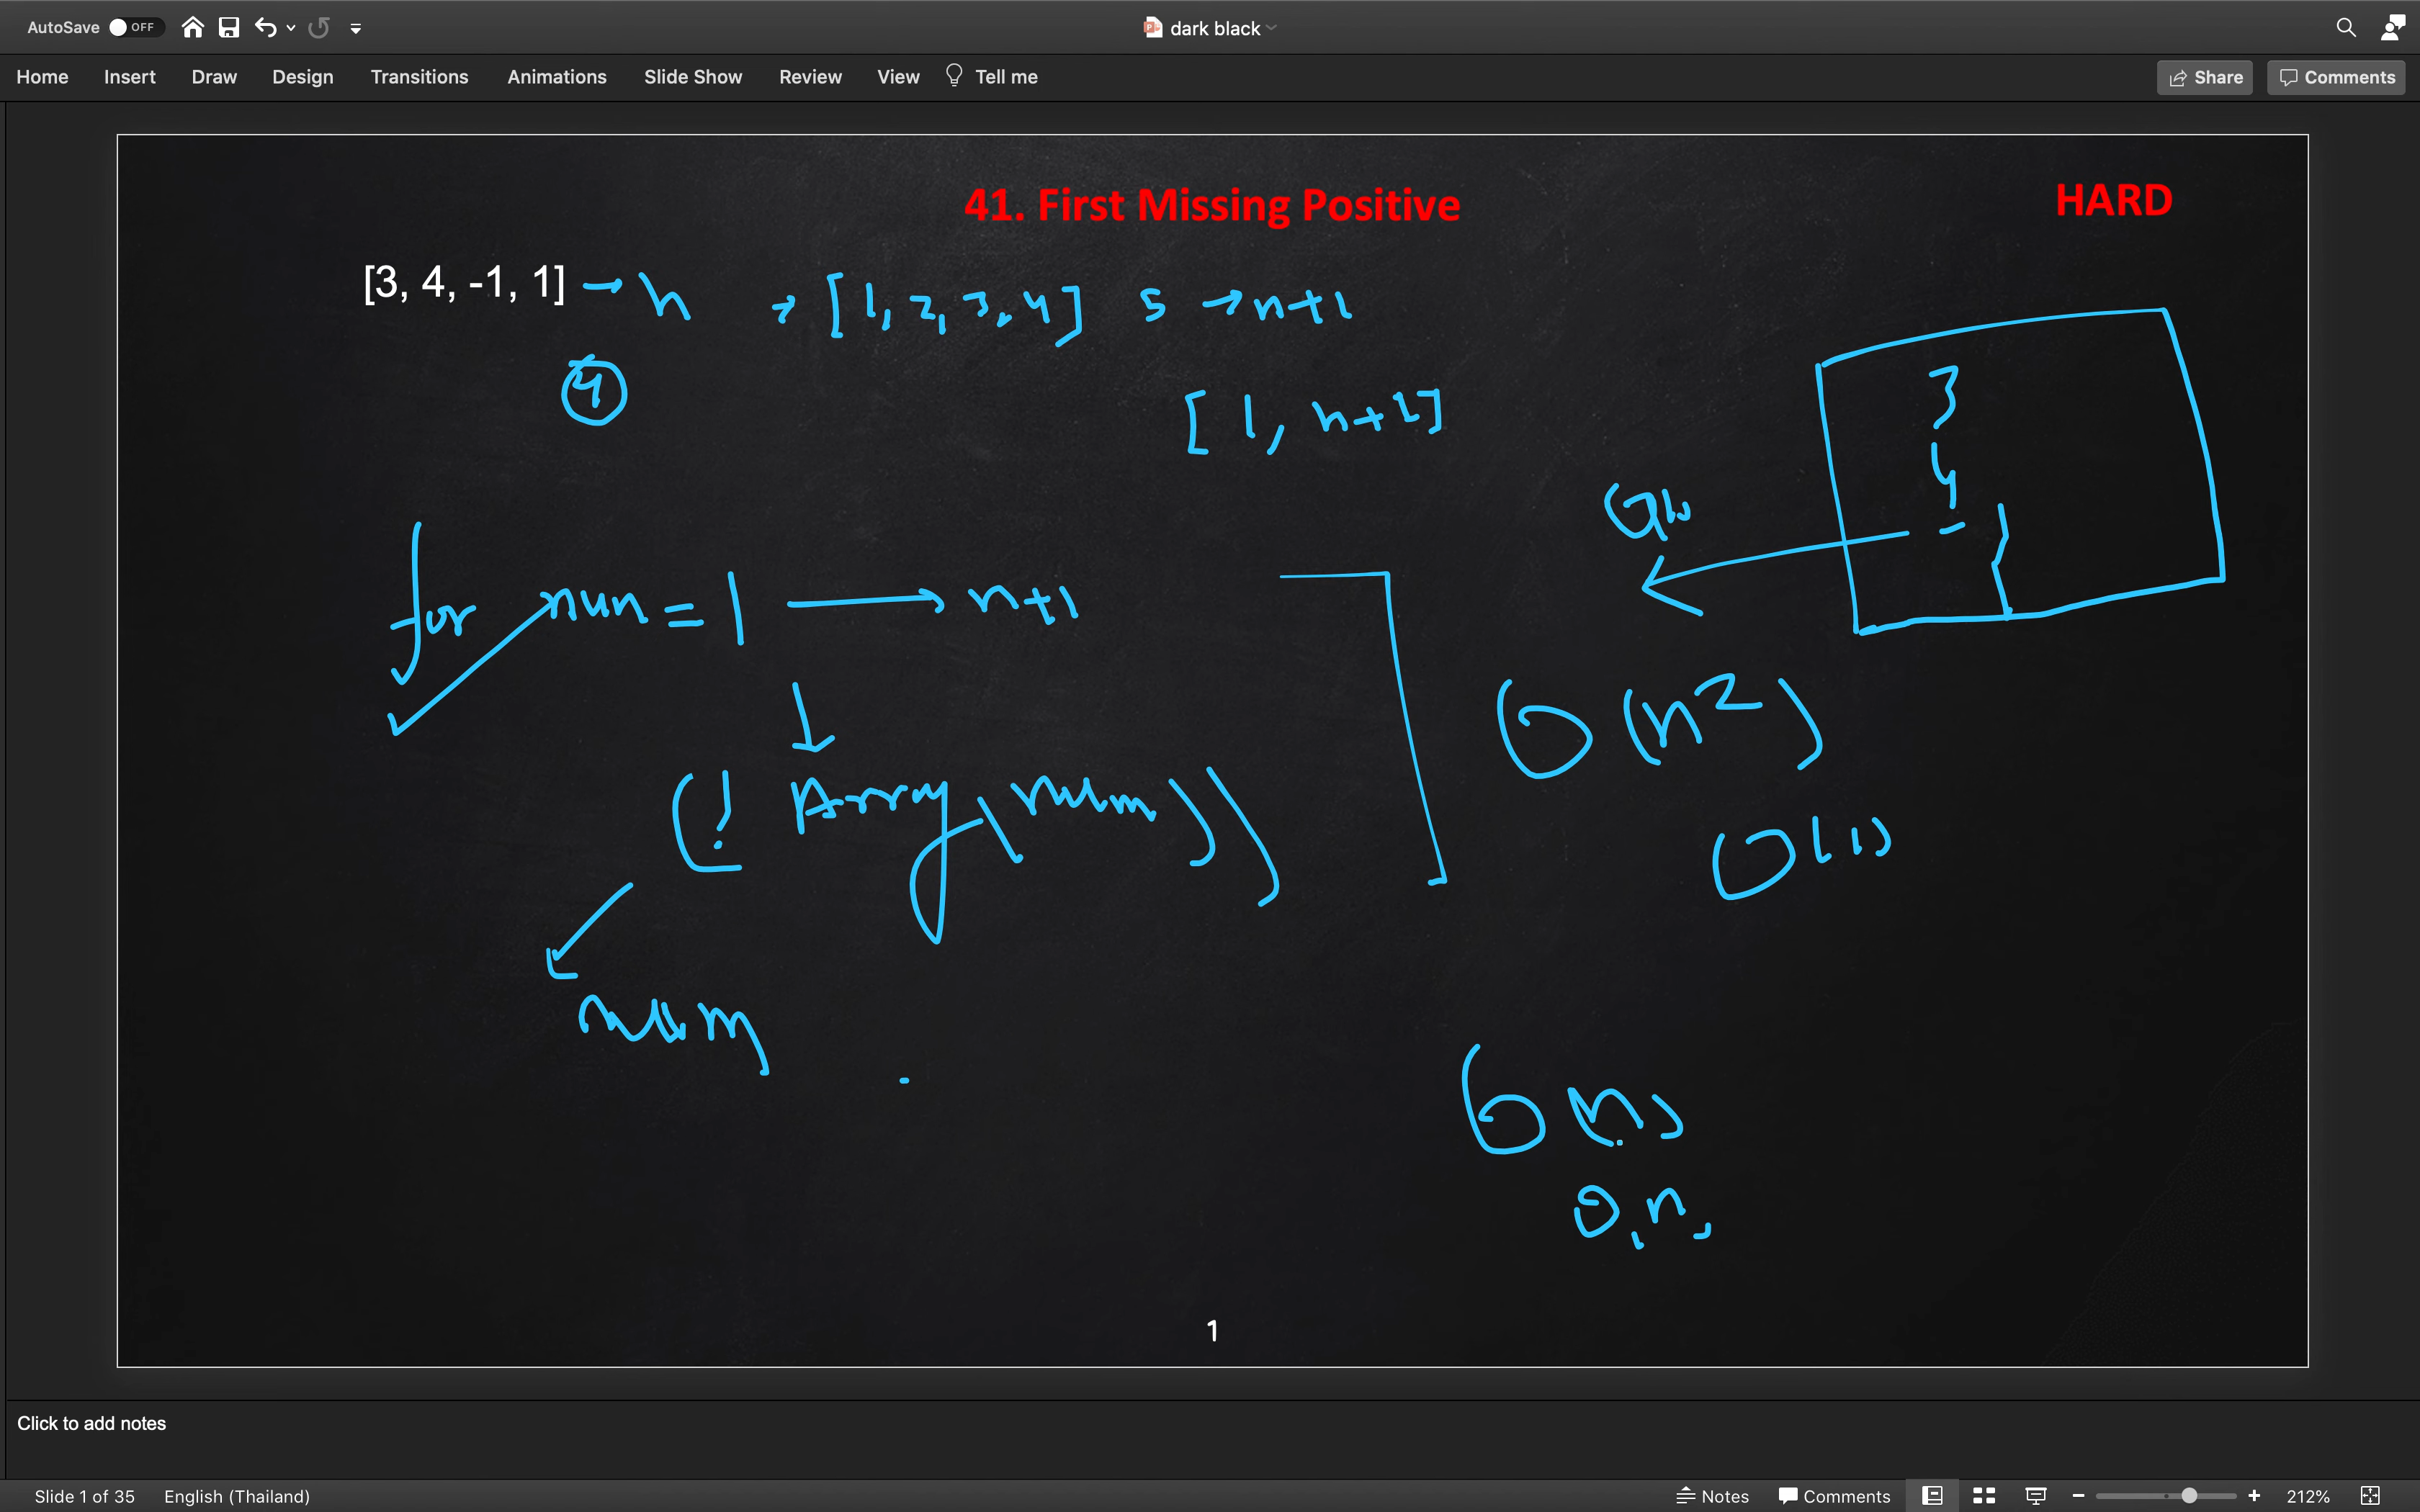 AutoSave OFF
dark black
Home Insert Draw Design Transitions Animations Slide Show Review View Tell me Share Comments
41. First Missing Positive
HARD
[3, 4, -1, 1] → n → [1, 2, 3, 4] 5 → n+1
4
[1, n+1]
3
4
for num = 1 → n+1
O(n²)
(! Array, num))
O(1)
num
O(n)
O(n)
1
Click to add notes
Slide 1 of 35 English (Thailand) Notes Comments 212%